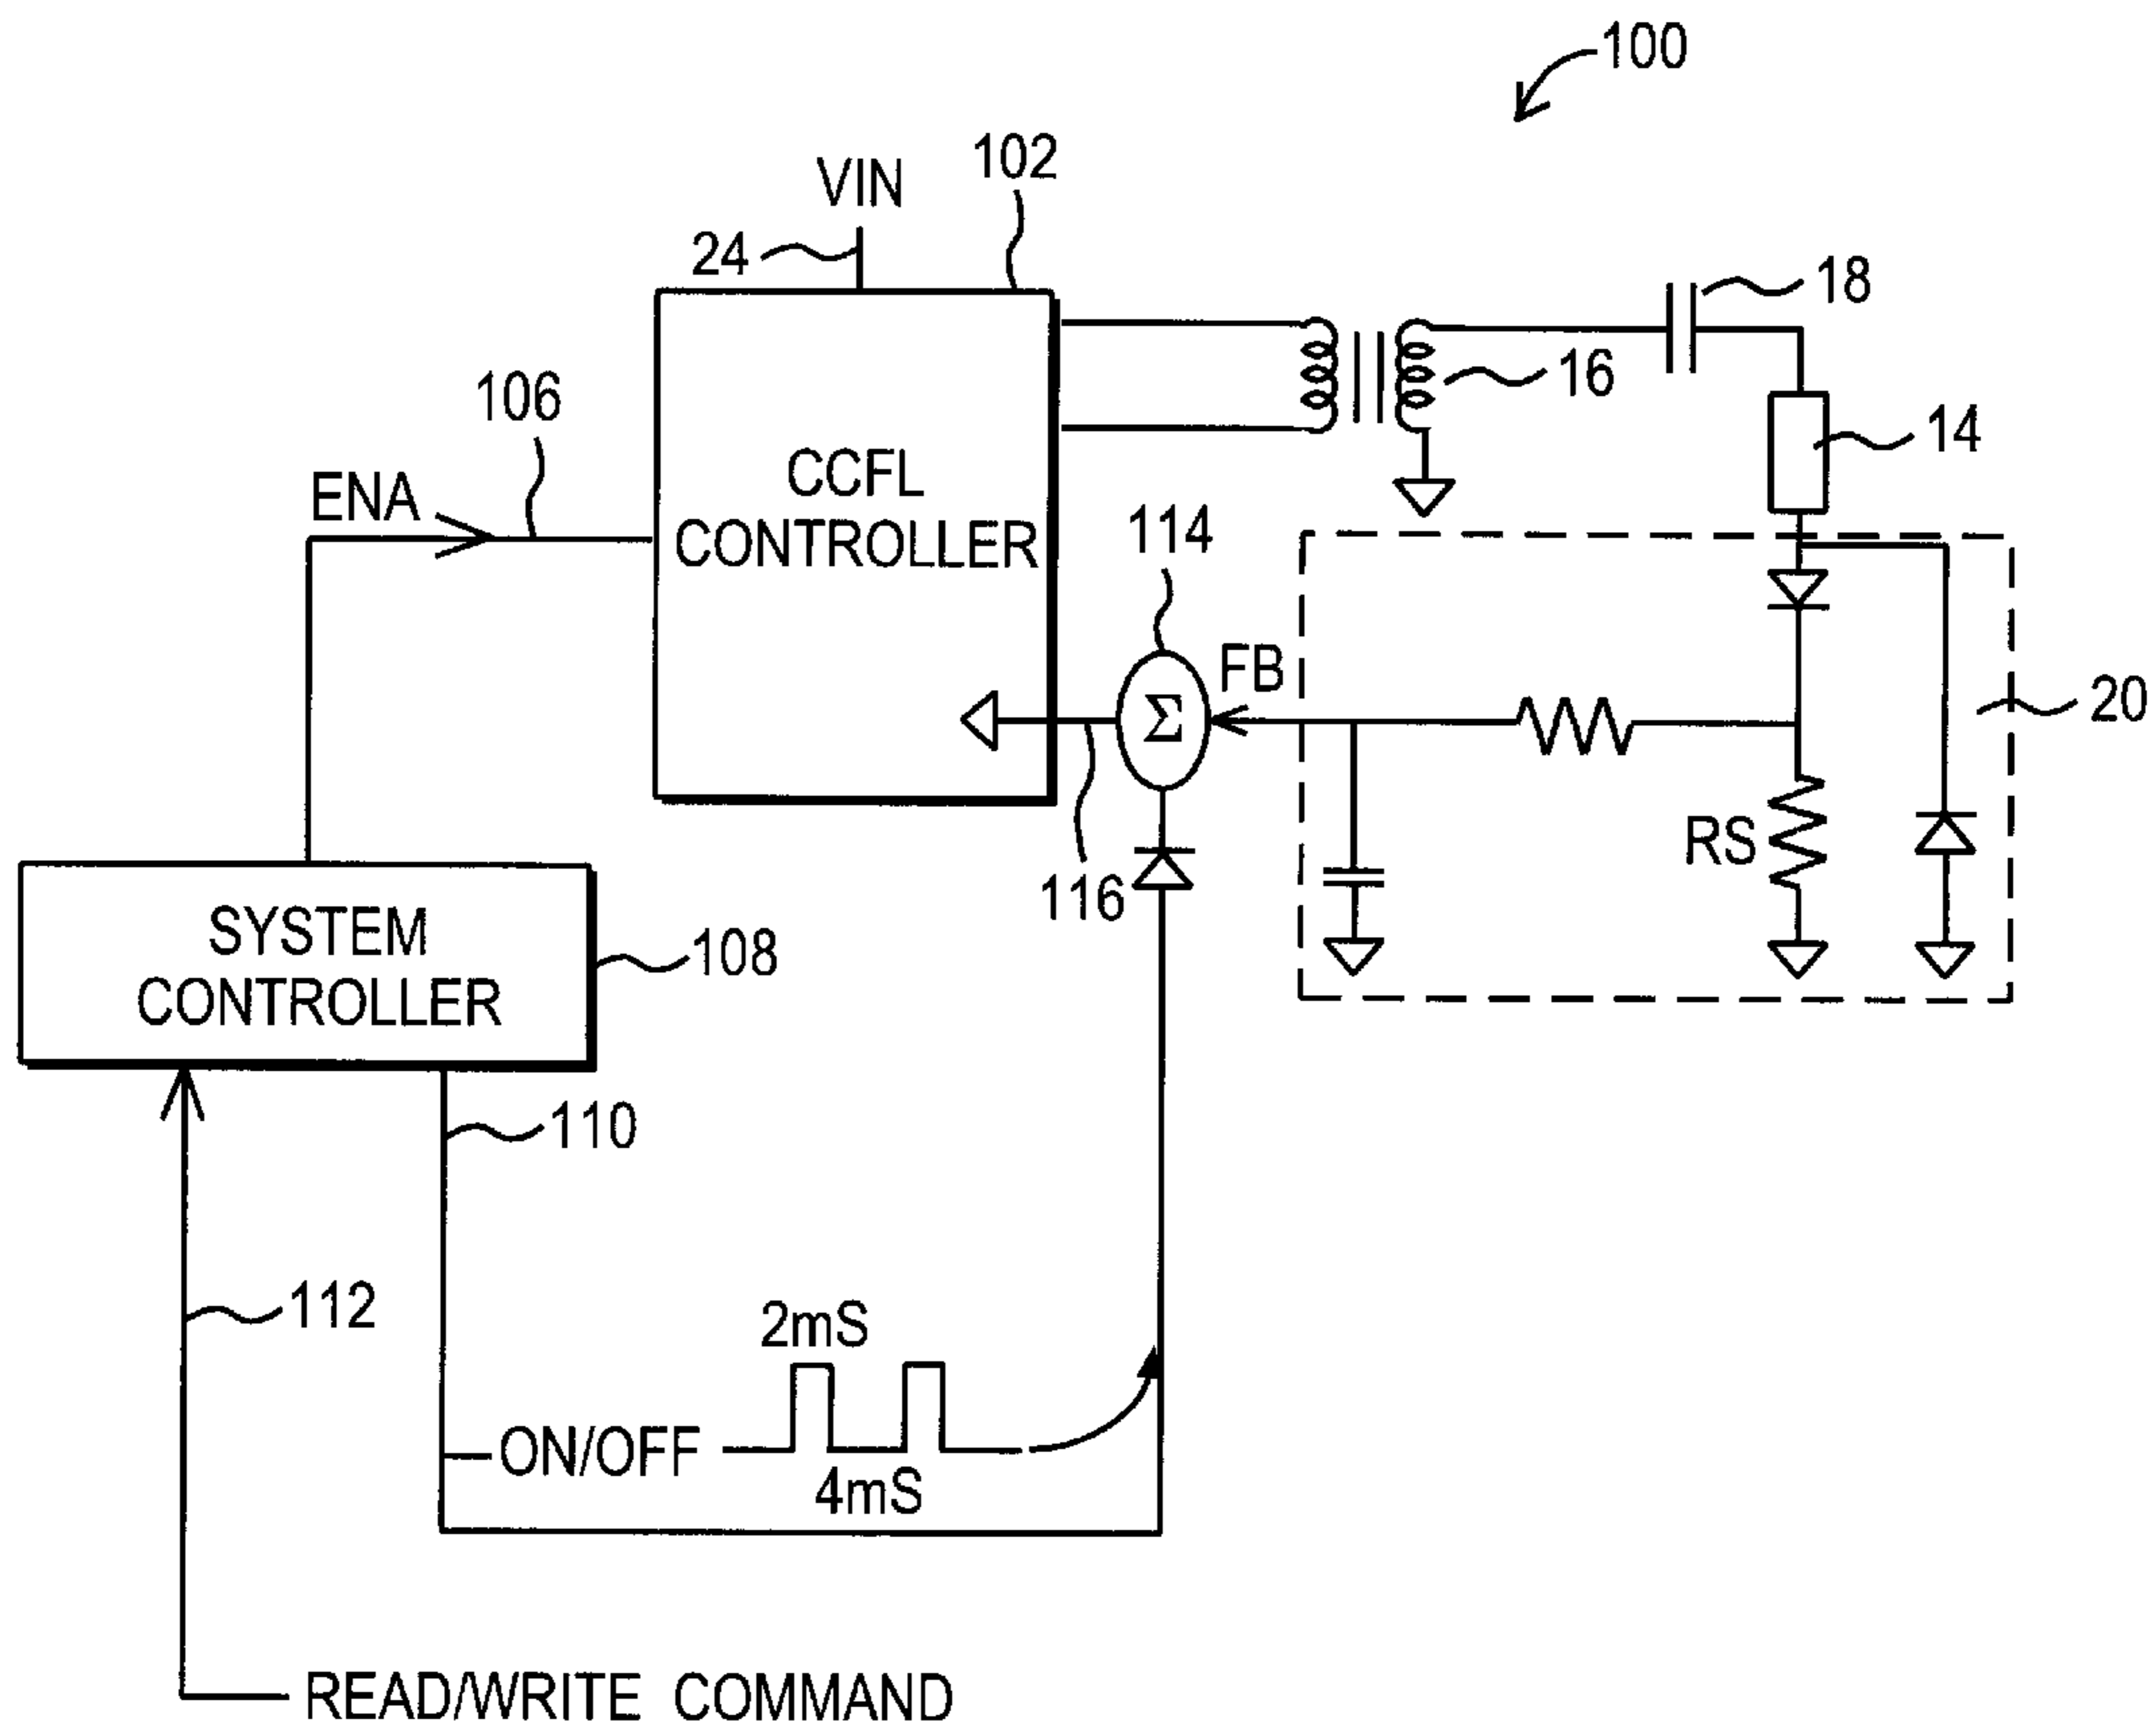 100
102
VIN
24
18
16
106
14
CCFL
CONTROLLER
ENA
114
FB
20
Σ
RS
116
SYSTEM
CONTROLLER
108
110
112
2mS
ON/OFF
4mS
READ/WRITE COMMAND